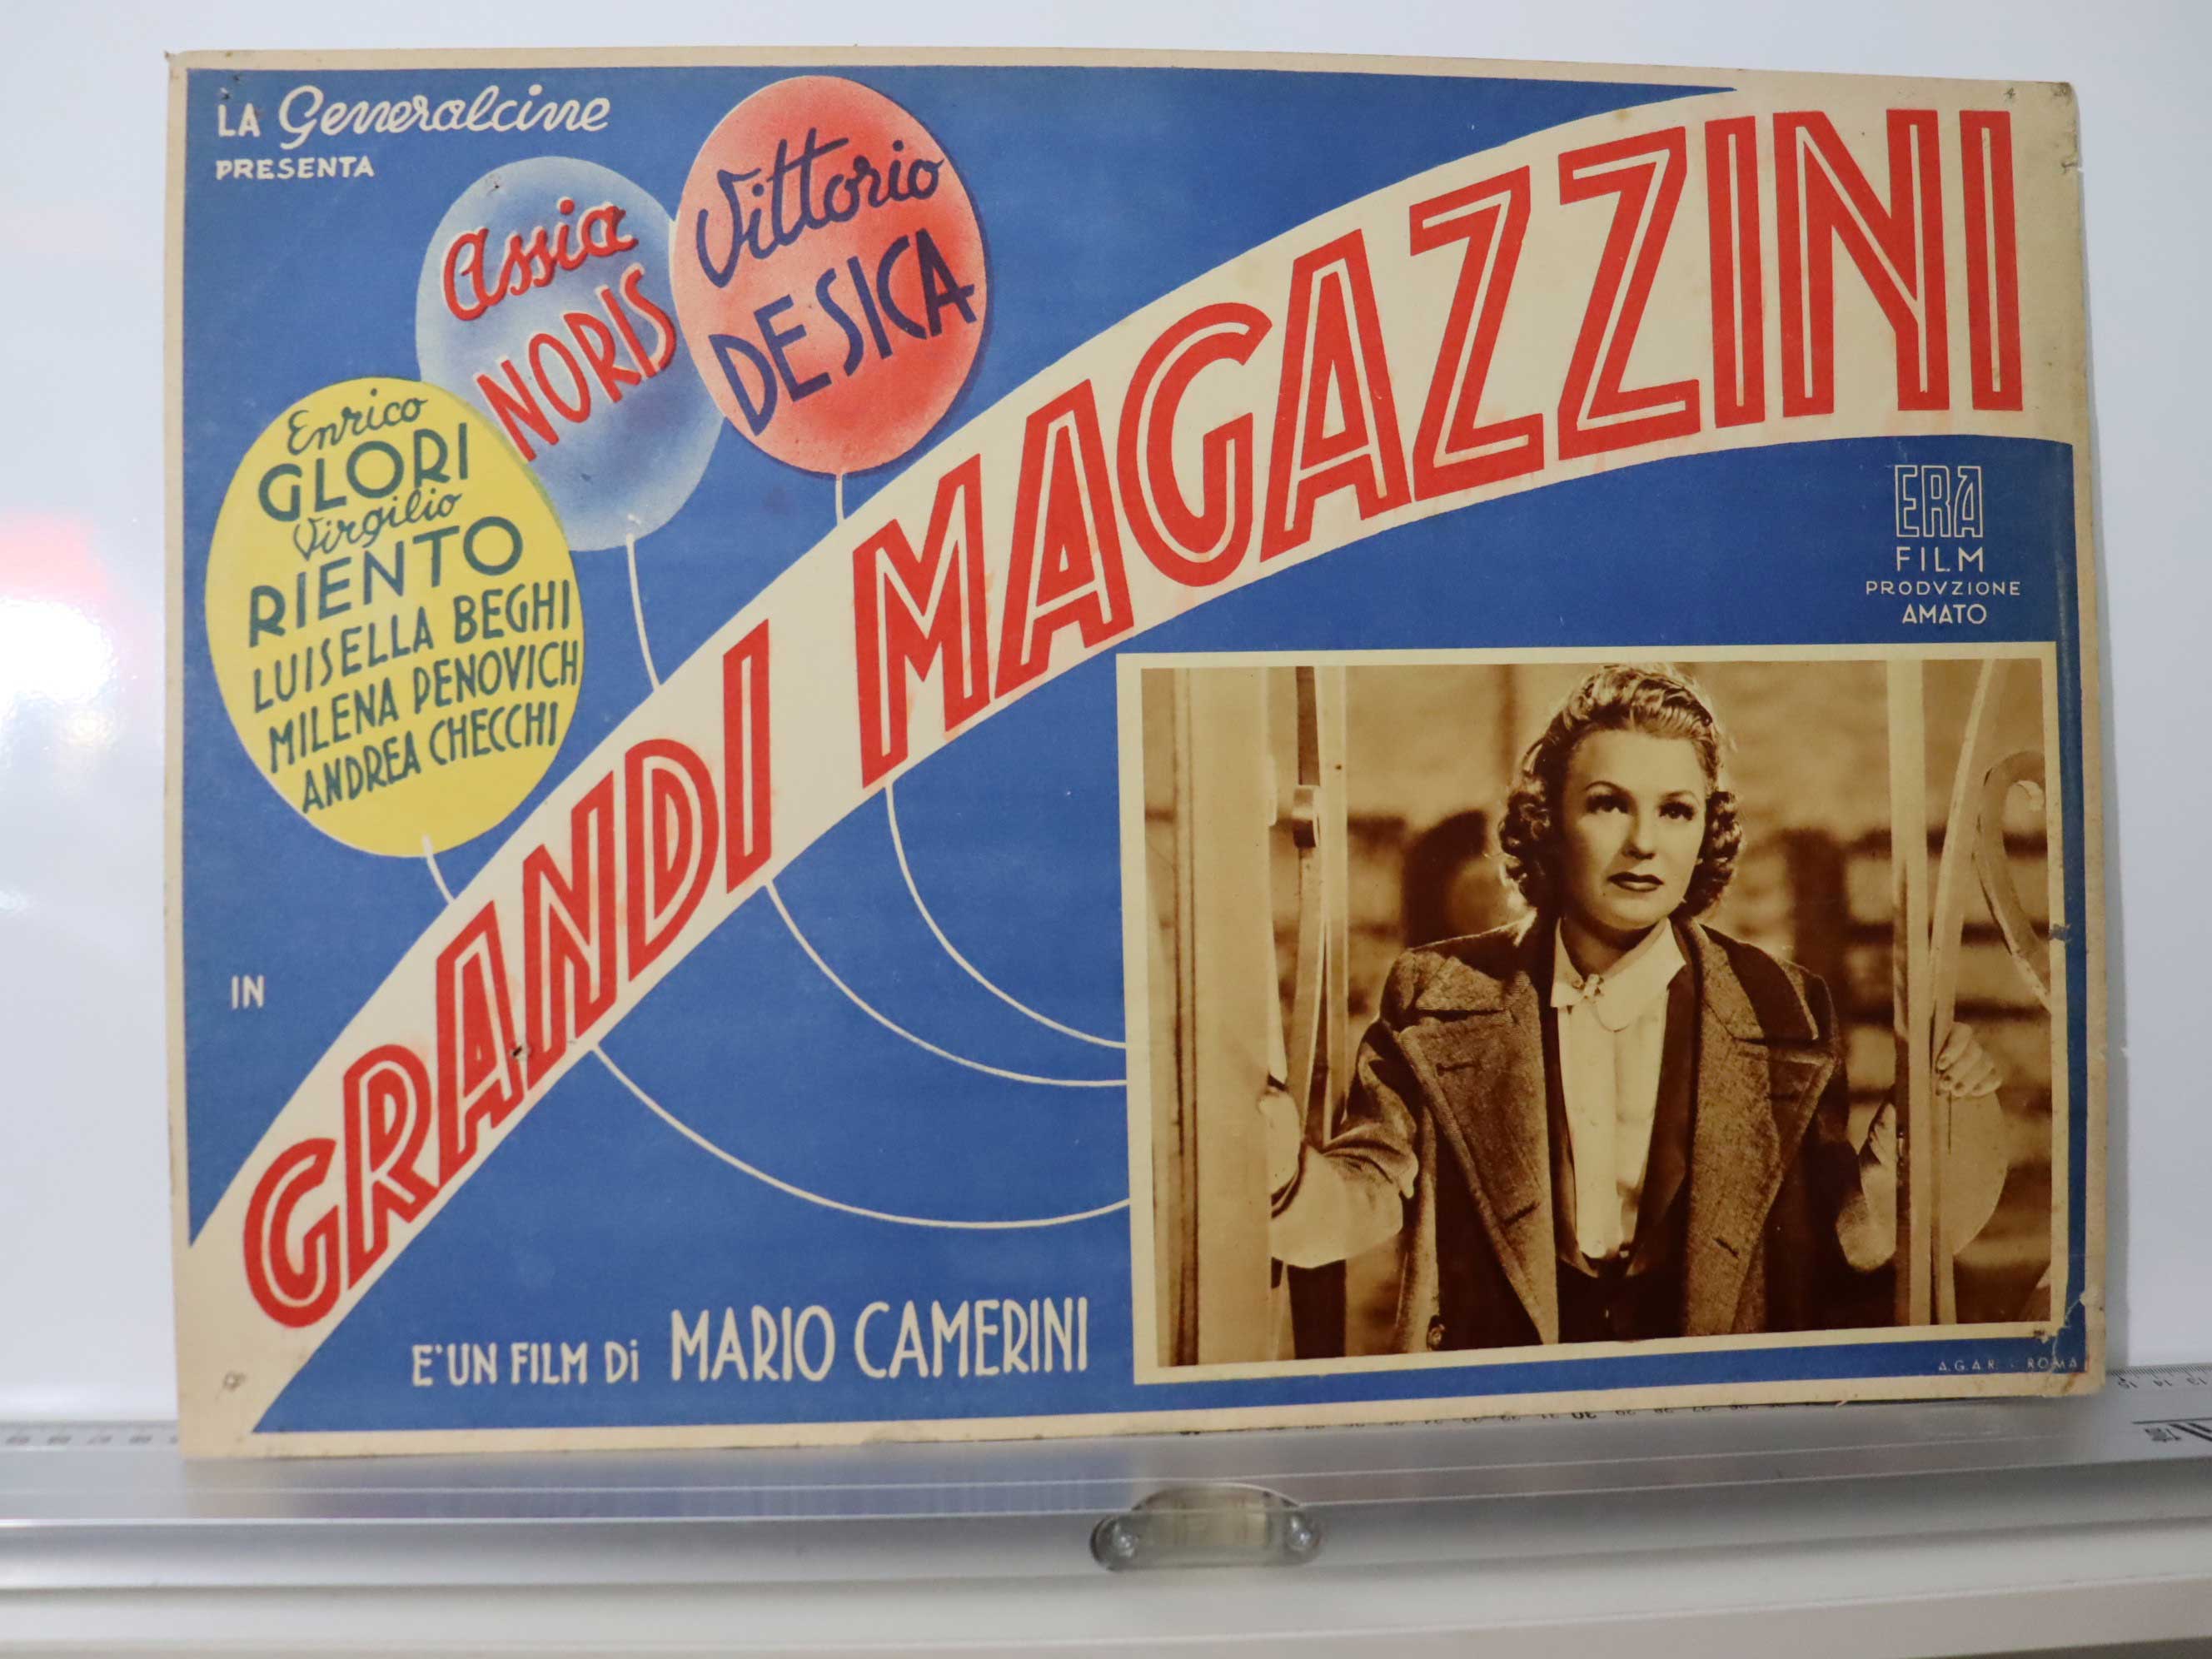 LA Generalcine
PRESENTA
Assia
NORIS
Vittorio
DE SICA
Enrico
GLORI
Virgilio
RIENTO
LUISELLA BEGHI
MILENA PENOVICH
ANDREA CHECCHI
IN
GRANDI MAGAZZINI
ERA
FILM
PRODVZIONE
AMATO
E'UN FILM Di MARIO CAMERINI
A.G.A.R. - ROMA